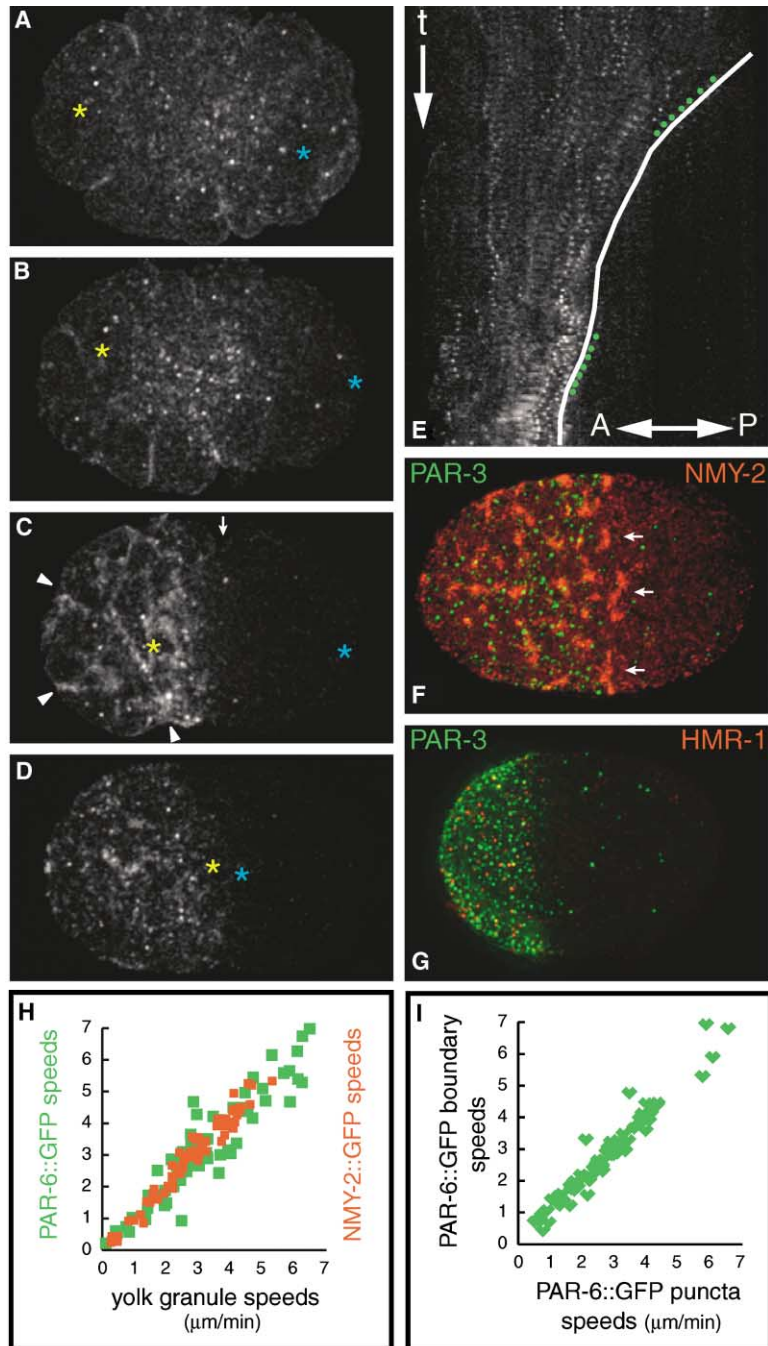 A
B
C
D
t
E
A P
PAR-3 NMY-2
F
PAR-3 HMR-1
G
H
PAR-6::GFP speeds
NMY-2::GFP speeds
7
6
5
4
3
2
1
0
0 1 2 3 4 5 6 7
yolk granule speeds
(μm/min)
I
PAR-6::GFP boundary
speeds
7
6
5
4
3
2
1
0
1 2 3 4 5 6 7
PAR-6::GFP puncta
speeds (μm/min)